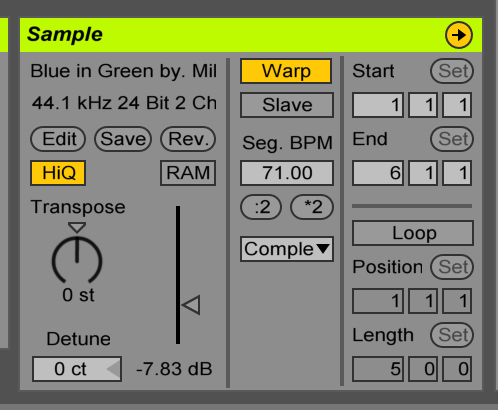 Sample
Blue in Green by. Mil
44.1 kHz 24 Bit 2 Ch
Edit Save Rev.
HiQ RAM
Transpose
0 st
Detune
0 ct -7.83 dB
Warp
Slave
Seg. BPM
71.00
:2 *2
Comple
Start Set
1 1 1
End Set
6 1 1
Loop
Position Set
1 1 1
Length Set
5 0 0